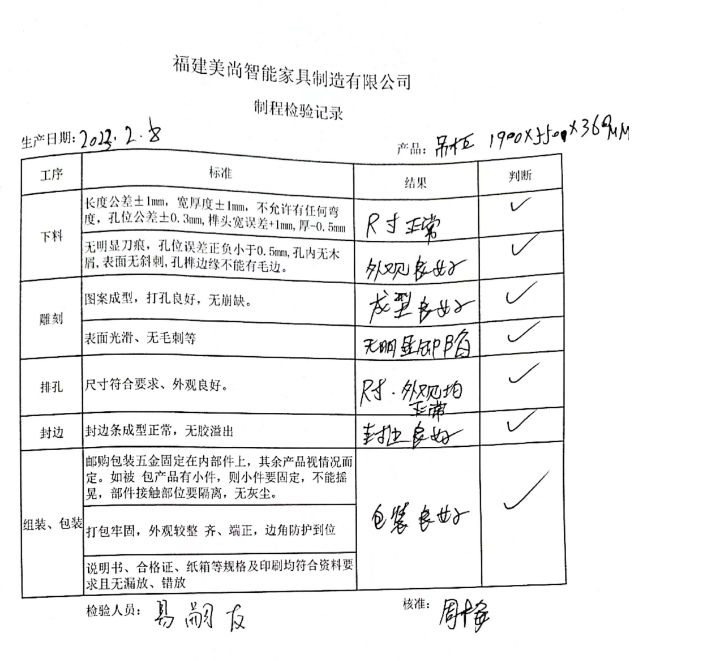 福建美尚智能家具制造有限公司
制程检验记录
生产日期: 2023.2.8
产品: 吊柜 1900×550×360MM
工序 标准 结果 判断
下料
长度公差±1mm，宽厚度±1mm，不允许有任何弯
度，孔位公差±0.3mm,榫头宽误差+1mm,厚-0.5mm
尺寸正常 ✓
无明显刀痕，孔位误差正负小于0.5mm,孔内无木
屑,表面无斜刺,孔榫边缘不能有毛边。
外观良好 ✓
雕刻
图案成型，打孔良好，无崩缺。 成型良好 ✓
表面光滑、无毛刺等 无明显缺陷 ✓
排孔 尺寸符合要求、外观良好。 尺寸.外观均
正常 ✓
封边 封边条成型正常，无胶溢出 封边良好 ✓
组装、包装
邮购包装五金固定在内部件上，其余产品视情况而
定。如被 包产品有小件，则小件要固定，不能摇
晃，部件接触部位要隔离，无灰尘。
打包牢固，外观较整 齐、端正，边角防护到位
包装良好 ✓
说明书、合格证、纸箱等规格及印刷均符合资料要
求且无漏放、错放
检验人员: 友
核准: 周